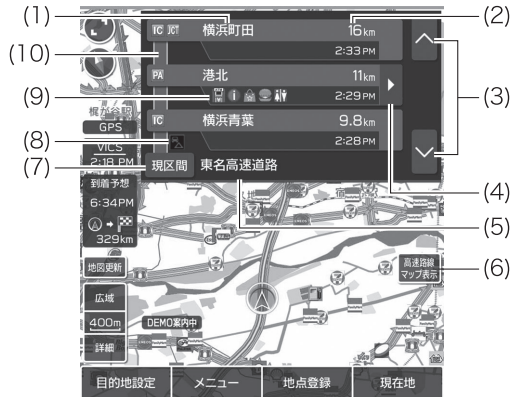 (1)
(2)
IC JCT 横浜町田 16km
2:33 PM
(10)
PA 港北 11km
(3)
(9)
2:29 PM
梶が谷駅
GPS
IC 横浜青葉 9.8km
(8)
2:28 PM
VICS
2:18 PM
(7)
現区間 東名高速道路
(4)
(5)
到着予想
6:34PM
329km
地図更新
高速路線
マップ表示
(6)
広域
400m
DEMO案内中
詳細
目的地設定 メニュー 地点登録 現在地